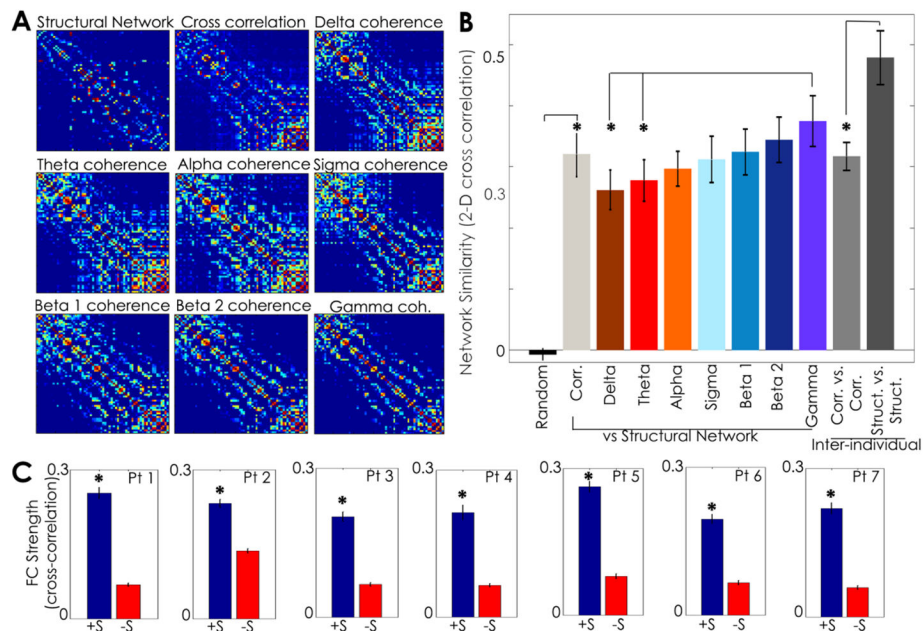 A
Structural Network Cross correlation Delta coherence
Theta coherence Alpha coherence Sigma coherence
Beta 1 coherence Beta 2 coherence Gamma coh.
B
Network Similarity (2-D cross correlation)
0.5
0.3
0
* * * *
Random
Corr.
Delta
Theta
Alpha
Sigma
Beta 1
Beta 2
Gamma
Corr. vs.
Corr.
Struct. vs.
Struct.
vs Structural Network
Inter-individual
C
FC Strength
(cross-correlation)
0.3
0
Pt 1
*
+S -S
0.3
0
Pt 2
*
+S -S
0.3
0
Pt 3
*
+S -S
0.3
0
Pt 4
*
+S -S
0.3
0
Pt 5
*
+S -S
0.3
0
Pt 6
*
+S -S
0.3
0
Pt 7
*
+S -S